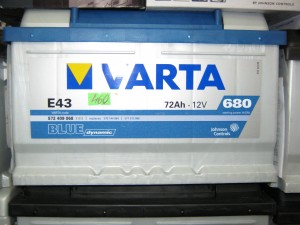 VARTA
E43
72Ah - 12V
680
572 409 068
BLUE dynamic
Johnson
Controls